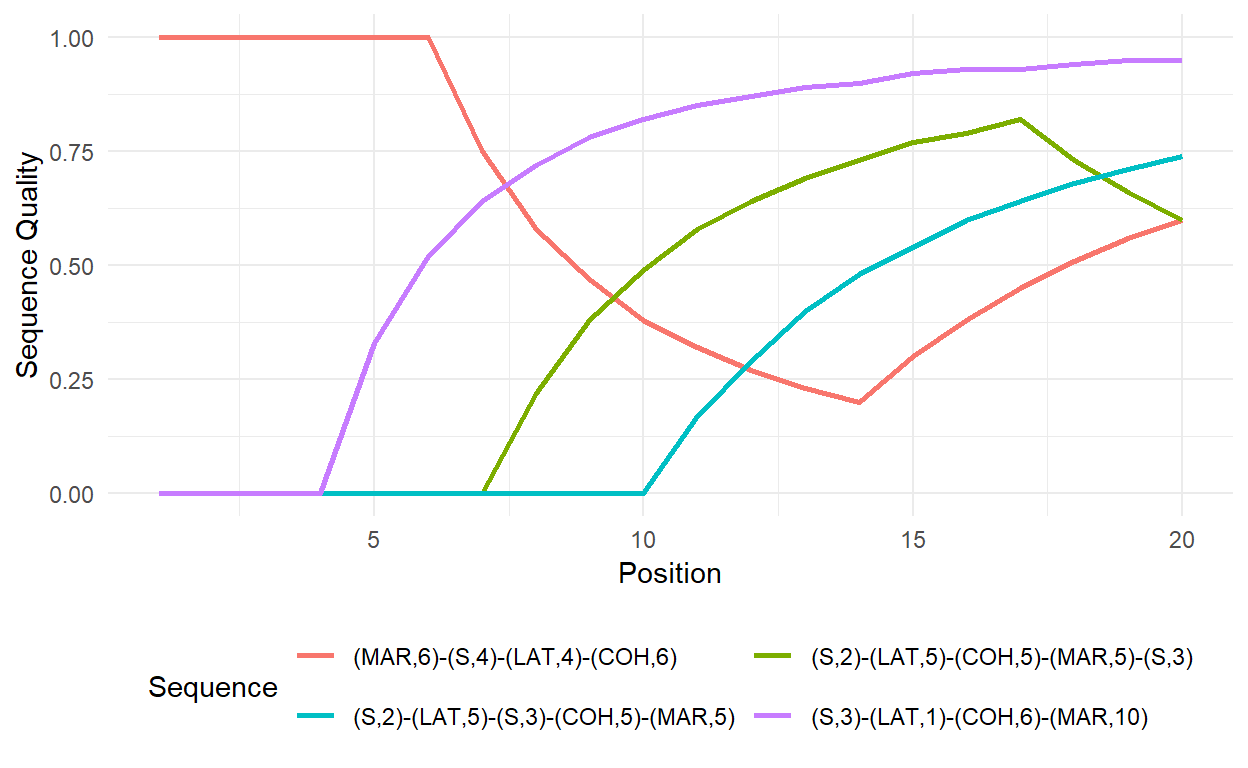 1.00
0.75
0.50
0.25
0.00
Sequence Quality
5 10 15 20
Position
Sequence
(MAR,6)-(S,4)-(LAT,4)-(COH,6) (S,2)-(LAT,5)-(COH,5)-(MAR,5)-(S,3)
(S,2)-(LAT,5)-(S,3)-(COH,5)-(MAR,5) (S,3)-(LAT,1)-(COH,6)-(MAR,10)